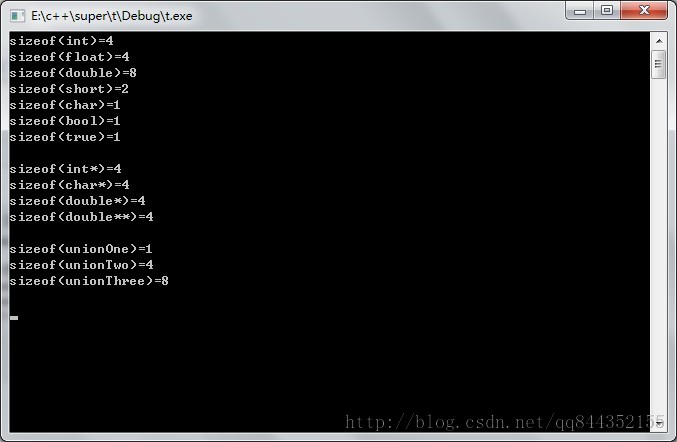 E:\c++\super\t\Debug\t.exe
sizeof(int)=4
sizeof(float)=4
sizeof(double)=8
sizeof(short)=2
sizeof(char)=1
sizeof(bool)=1
sizeof(true)=1
sizeof(int*)=4
sizeof(char*)=4
sizeof(double*)=4
sizeof(double**)=4
sizeof(unionOne)=1
sizeof(unionTwo)=4
sizeof(unionThree)=8
http://blog.csdn.net/qq844352155